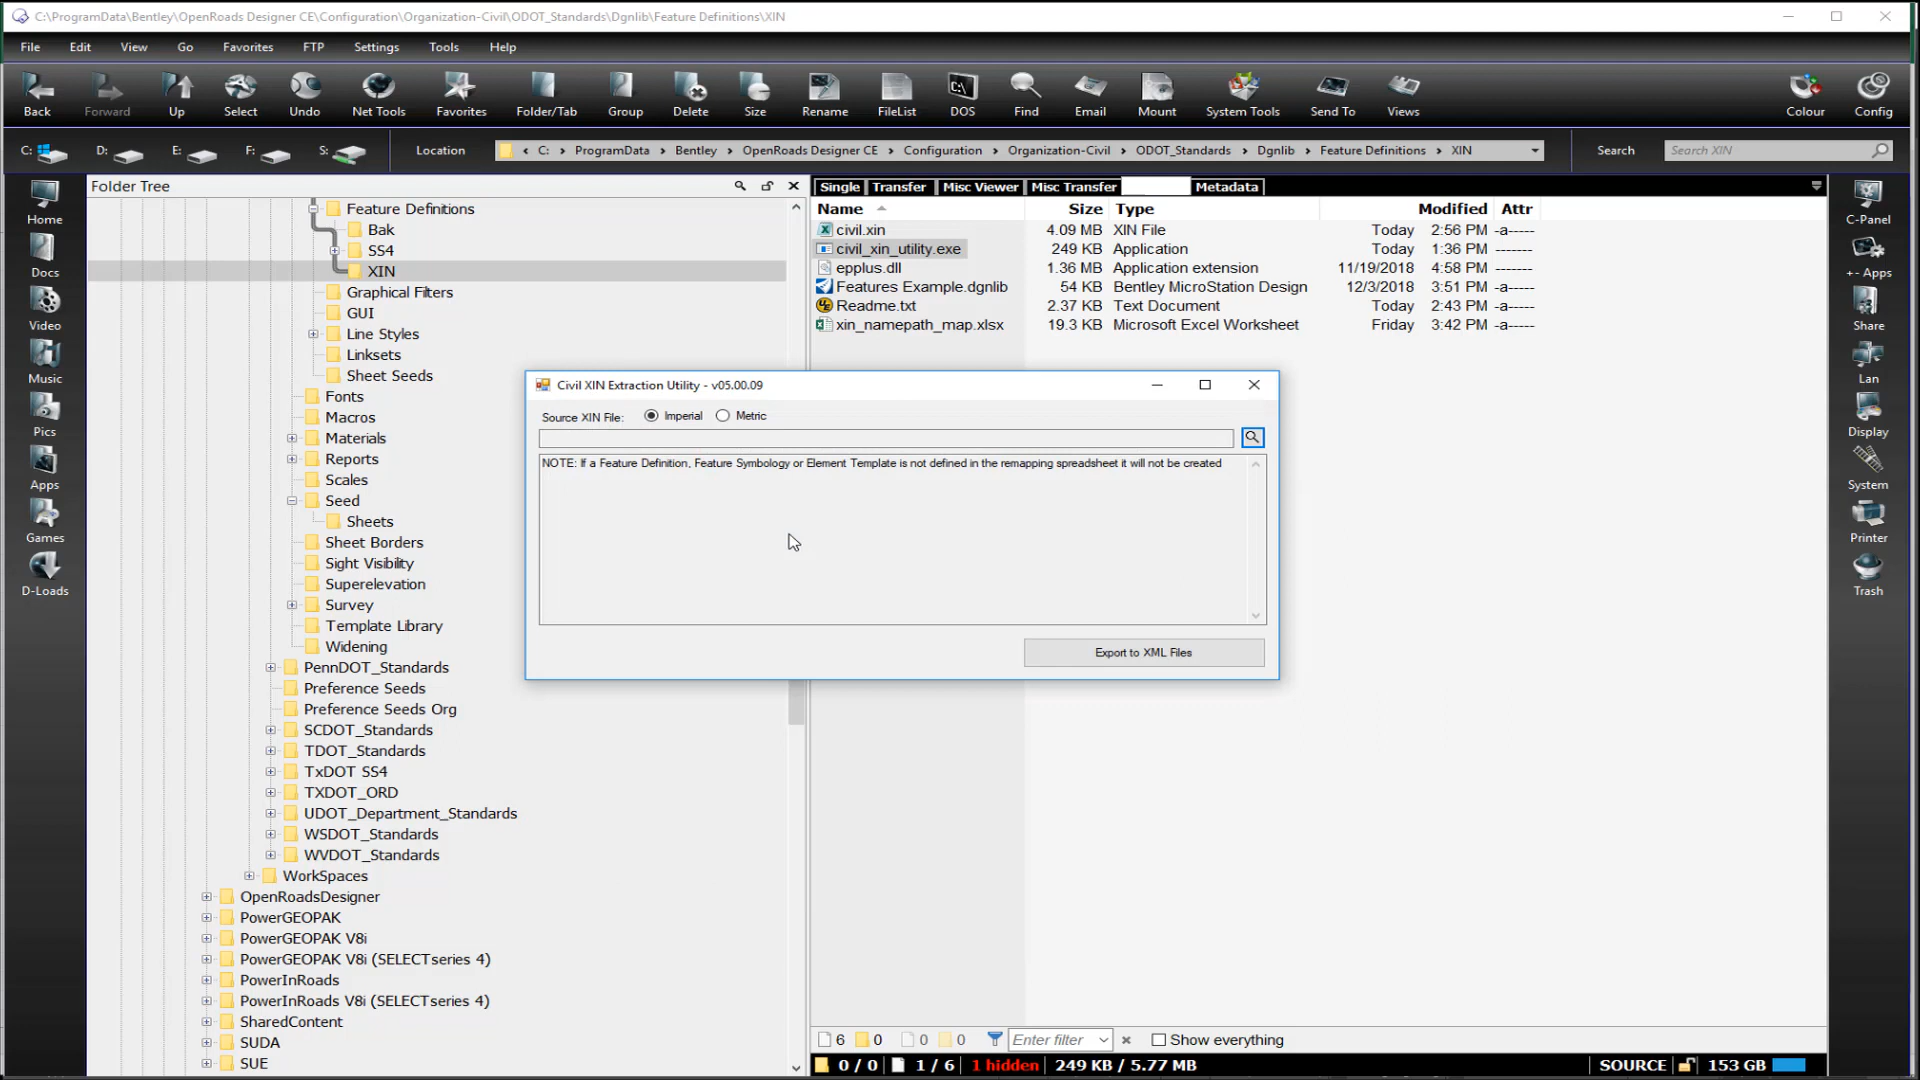 C:\ProgramData\Bentley\OpenRoads Designer CE\Configuration\Organization-Civil\ODOT_Standards\Dgnlib\Feature Definitions\XIN
File Edit View Go Favorites FTP Settings Tools Help
Back Forward Up Select Undo Net Tools Favorites Folder/Tab Group Delete Size Rename FileList DOS Find Email Mount System Tools Send To Views Colour Config
C: D: E: F: S: Location C: ProgramData Bentley OpenRoads Designer CE Configuration Organization-Civil ODOT_Standards Dgnlib Feature Definitions XIN Search Search XIN
Home
Docs
Video
Music
Pics
Apps
Games
D-Loads
Folder Tree
Feature Definitions
Bak
SS4
XIN
Graphical Filters
GUI
Line Styles
Linksets
Sheet Seeds
Fonts
Macros
Materials
Reports
Scales
Seed
Sheets
Sheet Borders
Sight Visibility
Superelevation
Survey
Template Library
Widening
PennDOT_Standards
Preference Seeds
Preference Seeds Org
SCDOT_Standards
TDOT_Standards
TxDOT SS4
TXDOT_ORD
UDOT_Department_Standards
WSDOT_Standards
WVDOT_Standards
WorkSpaces
OpenRoadsDesigner
PowerGEOPAK
PowerGEOPAK V8i
PowerGEOPAK V8i (SELECTseries 4)
PowerInRoads
PowerInRoads V8i (SELECTseries 4)
SharedContent
SUDA
SUE
Single Transfer Misc Viewer Misc Transfer Metadata
Name Size Type Modified Attr
civil.xin 4.09 MB XIN File Today 2:56 PM -a-----
civil_xin_utility.exe 249 KB Application Today 1:36 PM -------
epplus.dll 1.36 MB Application extension 11/19/2018 4:58 PM -------
Features Example.dgnlib 54 KB Bentley MicroStation Design 12/3/2018 3:51 PM -a-----
Readme.txt 2.37 KB Text Document Today 2:43 PM -a-----
xin_namepath_map.xlsx 19.3 KB Microsoft Excel Worksheet Friday 3:42 PM -a-----
Civil XIN Extraction Utility - v05.00.09
Source XIN File: Imperial Metric
NOTE: If a Feature Definition, Feature Symbology or Element Template is not defined in the remapping spreadsheet it will not be created
Export to XML Files
6 0 0 0 Enter filter Show everything
0 / 0 1 / 6 1 hidden 249 KB / 5.77 MB SOURCE 153 GB
C-Panel
+- Apps
Share
Lan
Display
System
Printer
Trash